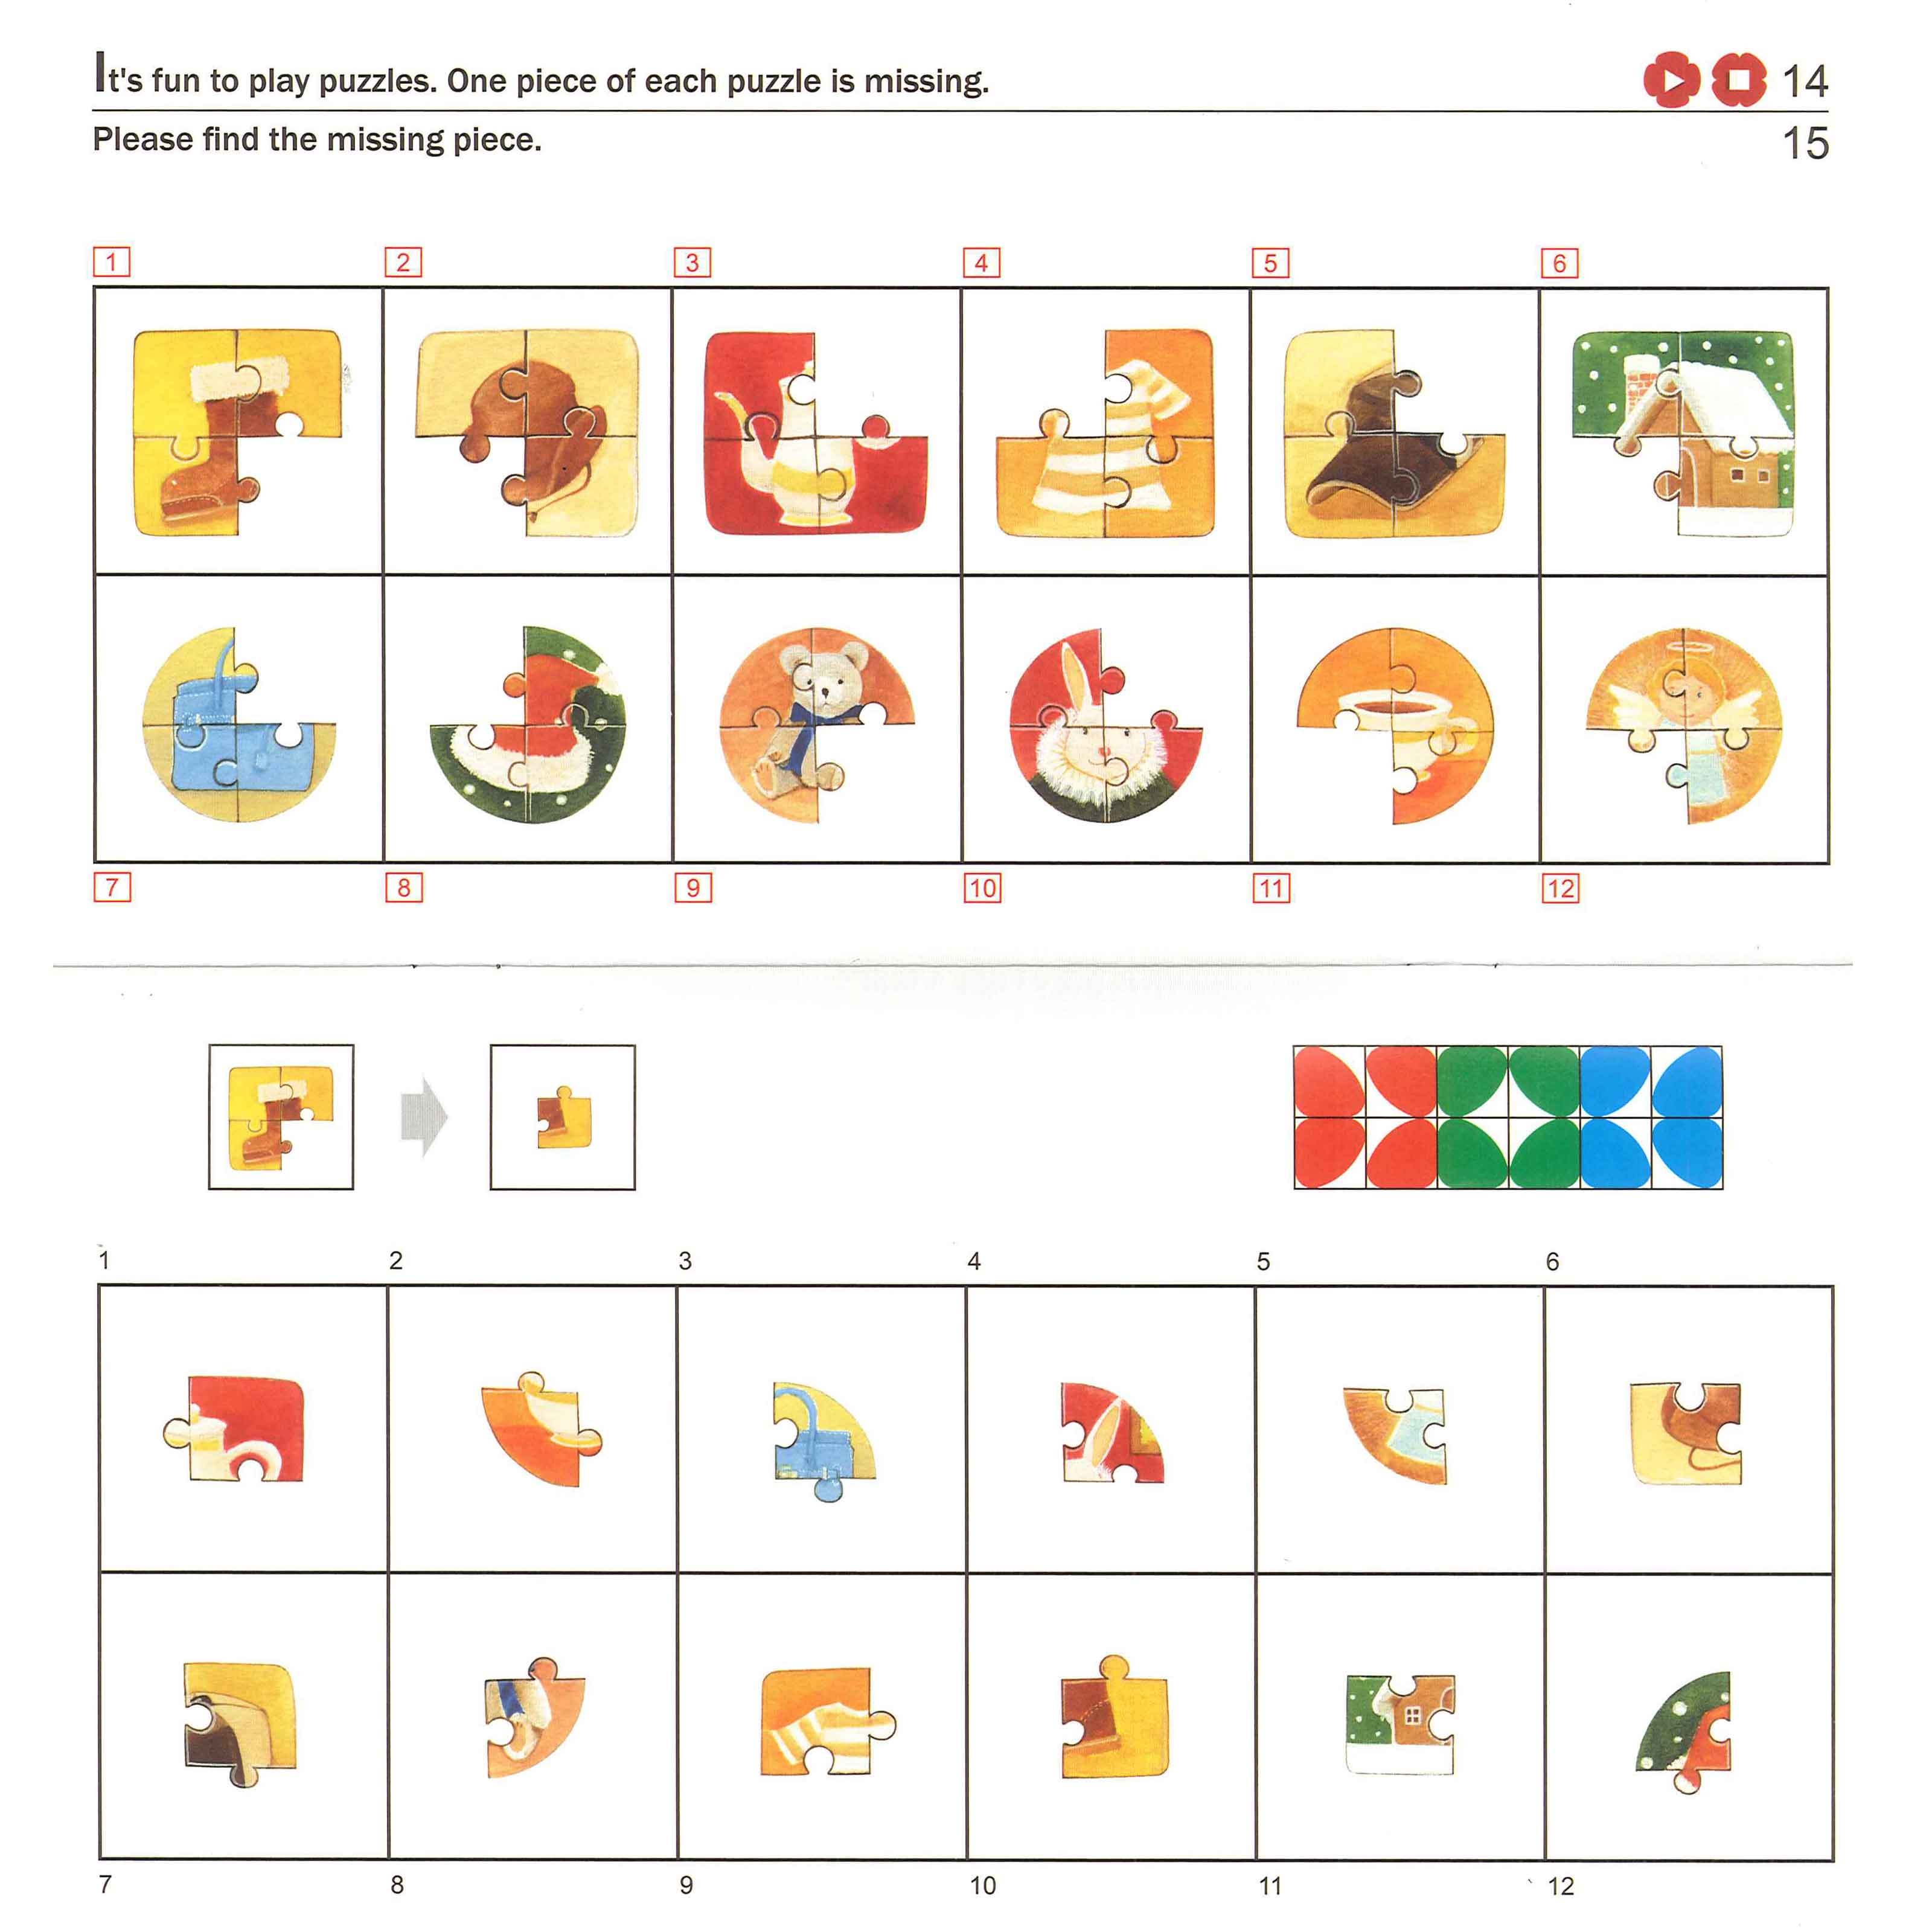 It's fun to play puzzles. One piece of each puzzle is missing.
14
Please find the missing piece.
15
1 2 3 4 5 6
7 8 9 10 11 12
1 2 3 4 5 6
7 8 9 10 11 12